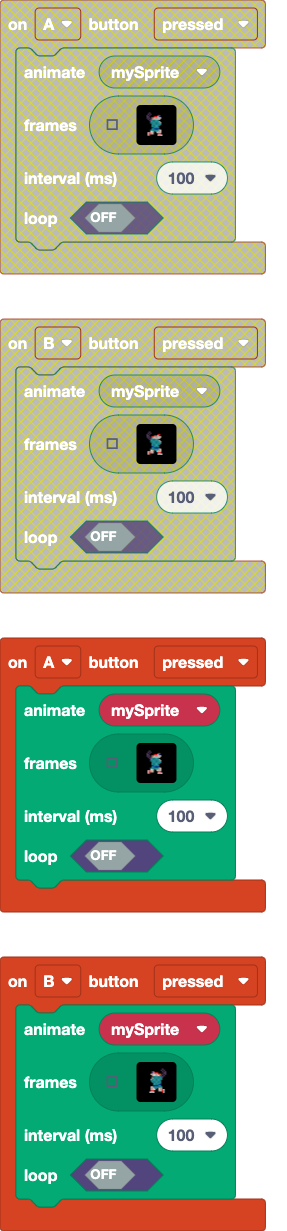 on A button pressed
animate mySprite
frames
interval (ms) 100
loop OFF
on B button pressed
animate mySprite
frames
interval (ms) 100
loop OFF
on A button pressed
animate mySprite
frames
interval (ms) 100
loop OFF
on B button pressed
animate mySprite
frames
interval (ms) 100
loop OFF